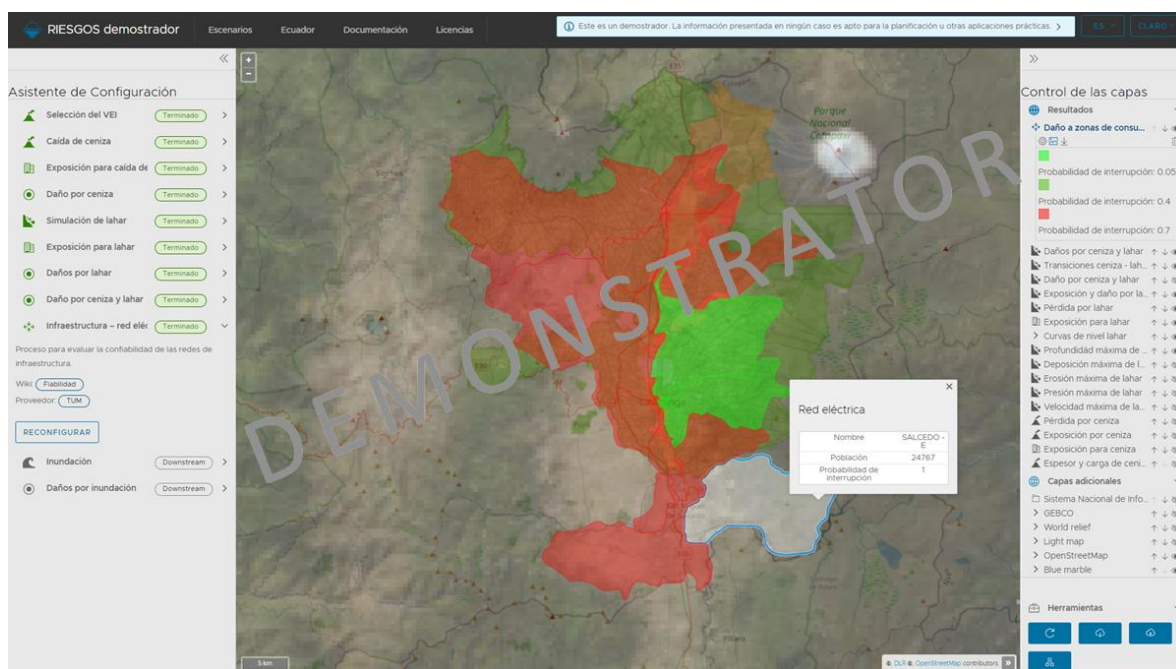 RIESGOS demostrador
Escenarios
Ecuador
Documentación
Licencias
Este es un demostrador. La información presentada en ningún caso es apto para la planificación u otras aplicaciones prácticas.
ES
CLARO
Asistente de Configuración
Selección del VEI
Terminado
Caída de ceniza
Terminado
Exposición para caída de
Terminado
Daño por ceniza
Terminado
Simulación de lahar
Terminado
Exposición para lahar
Terminado
Daños por lahar
Terminado
Daño por ceniza y lahar
Terminado
Infraestructura – red eléc
Terminado
Proceso para evaluar la confiabilidad de las redes de
infraestructura.
Wiki: Fiabilidad
Proveedor: TUM
RECONFIGURAR
Inundación
Downstream
Daños por inundación
Downstream
Parque
Nacional
Cotopaxi
Sigchos
E35
E30
DEMONSTRATOR
Red eléctrica
Nombre
SALCEDO -
E
Población
24767
Probabilidad de
interrupción
1
Píllaro
5 km
©, DLR ©, OpenStreetMap contributors
Control de las capas
Resultados
Daño a zonas de consu...
Probabilidad de interrupción: 0.05
Probabilidad de interrupción: 0.4
Probabilidad de interrupción: 0.7
Daños por ceniza y lahar
Transiciones ceniza - lah...
Daño por ceniza y lahar
Exposición y daño por la...
Pérdida por lahar
Exposición para lahar
Curvas de nivel lahar
Profundidad máxima de ...
Deposición máxima de l...
Erosión máxima de lahar
Presión máxima de lahar
Velocidad máxima de la...
Pérdida por ceniza
Exposición por ceniza
Exposición para ceniza
Espesor y carga de ceni...
Capas adicionales
Sistema Nacional de Info...
GEBCO
World relief
Light map
OpenStreetMap
Blue marble
Herramientas